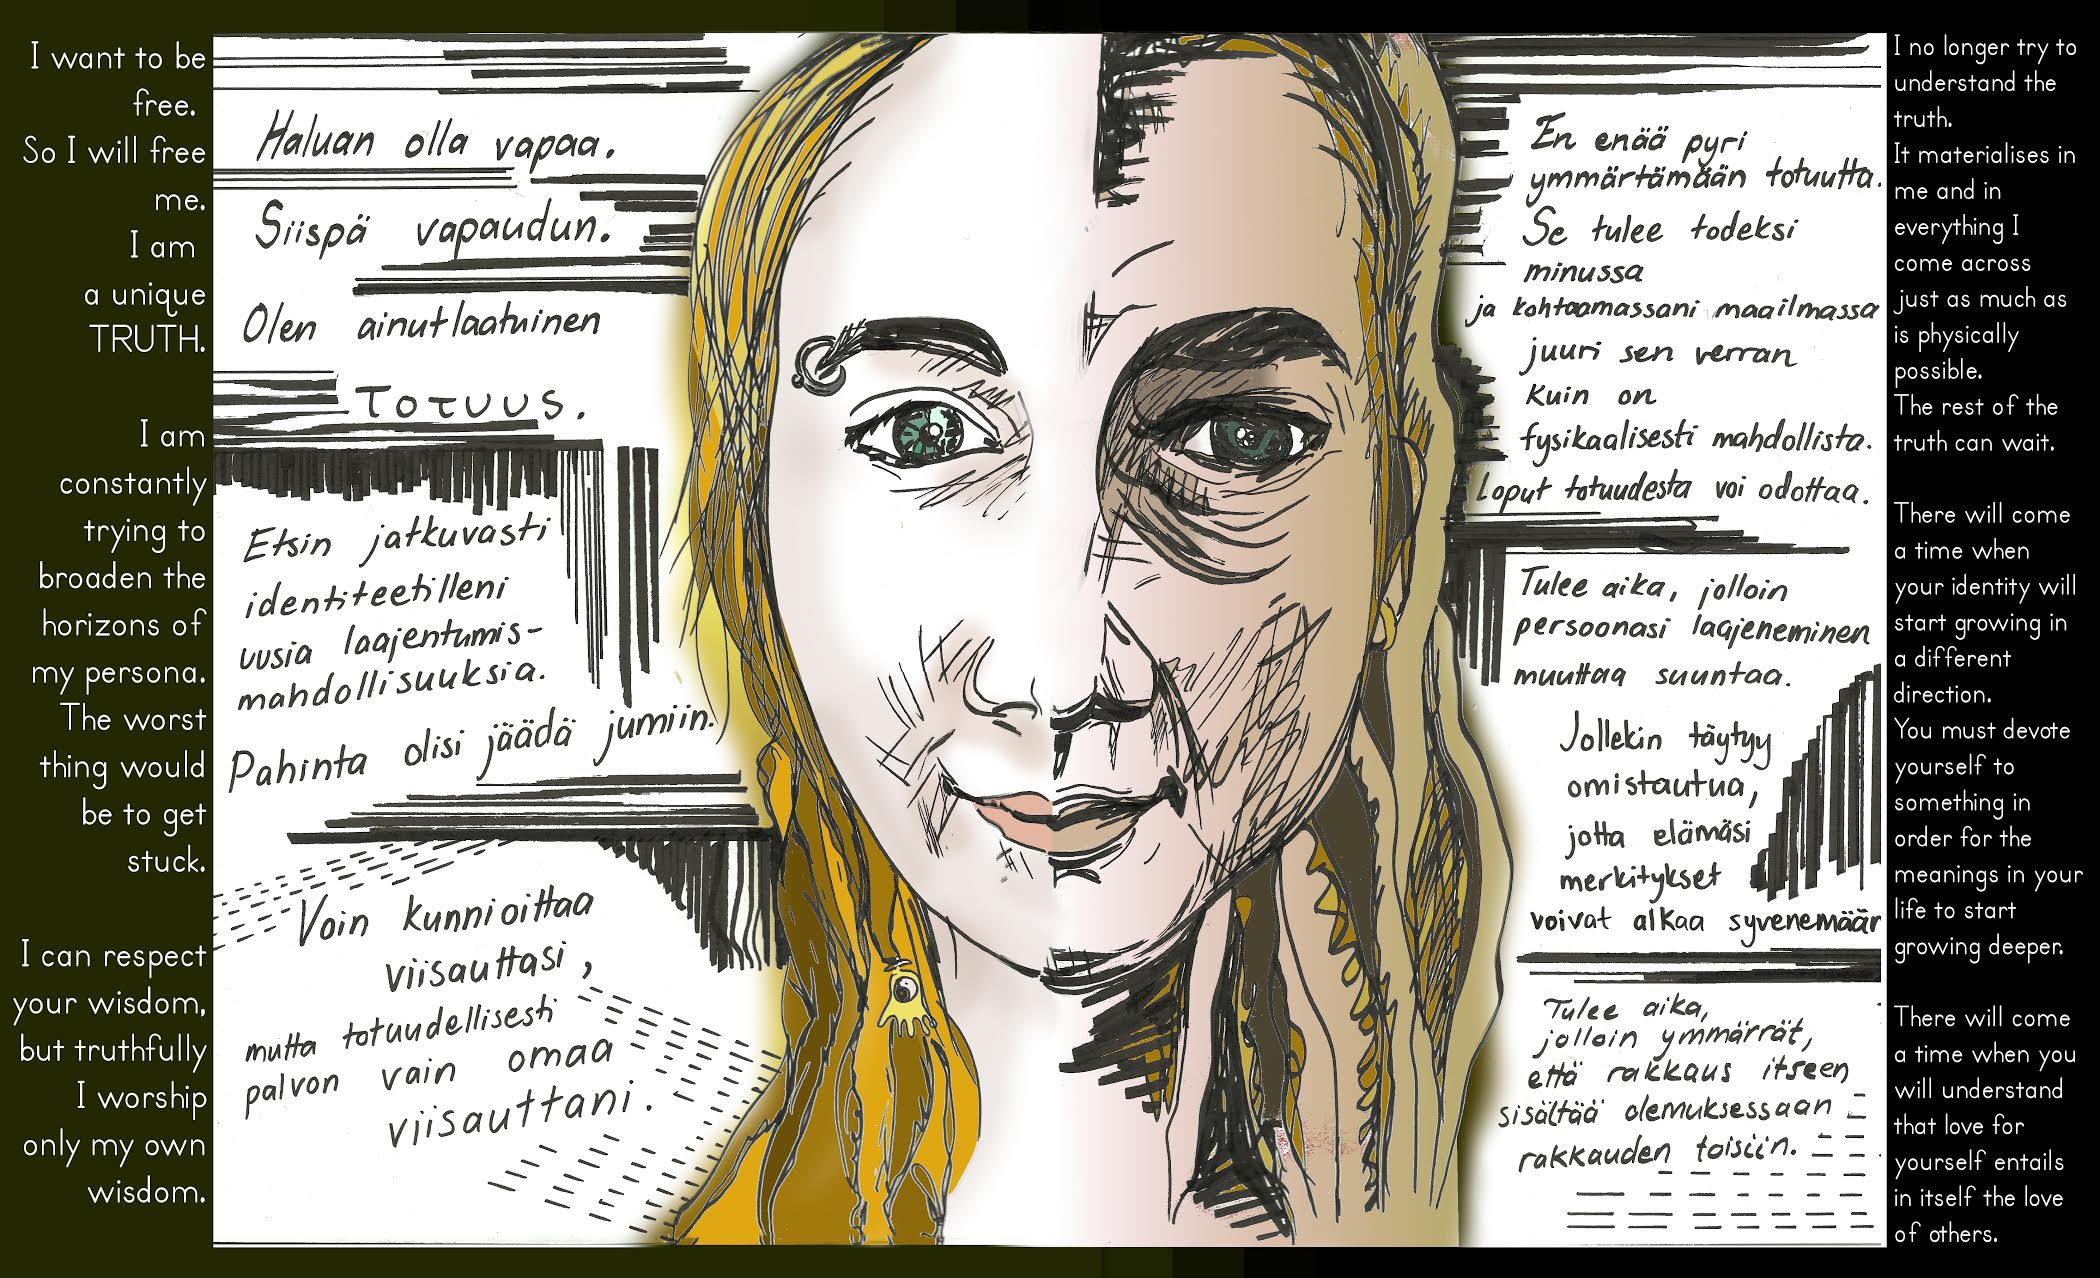 I want to be
free.
So I will free
me.
I am
a unique
TRUTH.
I am
constantly
trying to
broaden the
horizons of
my persona.
The worst
thing would
be to get
stuck.
I can respect
your wisdom,
but truthfully
I worship
only my own
wisdom.
Haluan olla vapaa.
Siispä vapaudun.
Olen ainutlaatuinen
TOTUUS.
Etsin jatkuvasti
identiteetilleni
uusia laajentumis-
mahdollisuuksia.
Pahinta olisi jäädä jumiin.
Voin kunnioittaa
viisauttasi,
mutta totuudellisesti
palvon vain omaa
viisauttani.
En enää pyri
ymmärtämään totuutta.
Se tulee todeksi
minussa
ja kohtaamassani maailmassa
juuri sen verran
kuin on
fysikaalisesti mahdollista.
Loput totuudesta voi odottaa.
Tulee aika, jolloin
persoonasi laajeneminen
muuttaa suuntaa.
Jollekin täytyy
omistautua,
jotta elämäsi
merkitykset
voivat alkaa syvenemään
Tulee aika,
jolloin ymmärrät,
että rakkaus itseen
sisältää olemuksessaan
rakkauden toisiin.
I no longer try to
understand the
truth.
It materialises in
me and in
everything I
come across
just as much as
is physically
possible.
The rest of the
truth can wait.
There will come
a time when
your identity will
start growing in
a different
direction.
You must devote
yourself to
something in
order for the
meanings in your
life to start
growing deeper.
There will come
a time when you
will understand
that love for
yourself entails
in itself the love
of others.